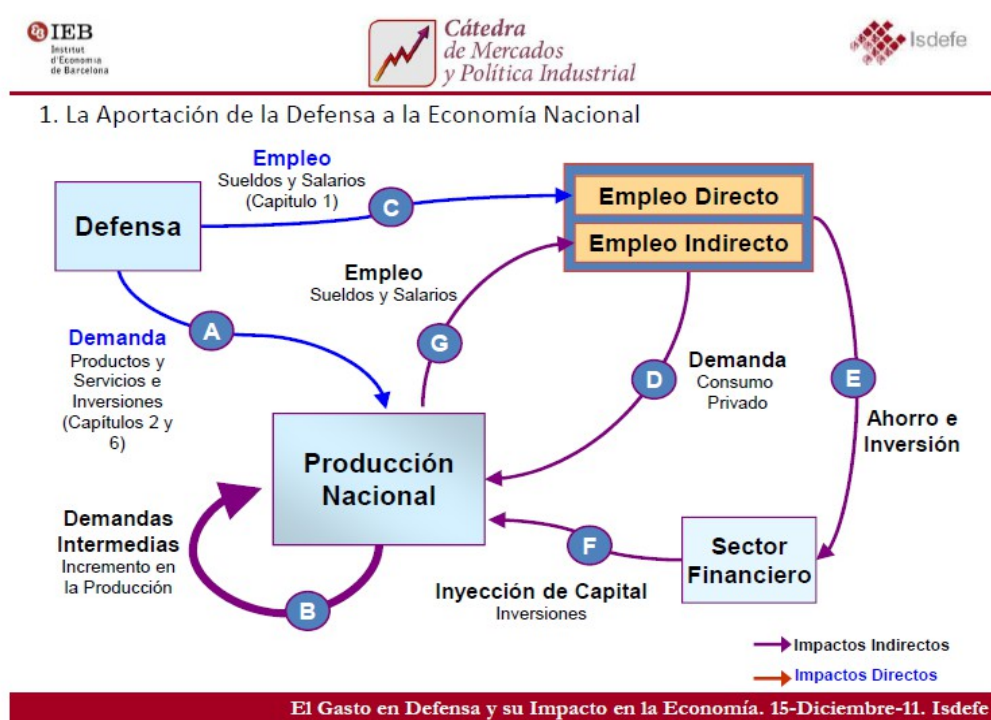 IEB
Institut
d'Economia
de Barcelona
Cátedra
de Mercados
y Política Industrial
Isdefe
1. La Aportación de la Defensa a la Economía Nacional
Empleo
Sueldos y Salarios
(Capitulo 1)
C
Defensa
Empleo Directo
Empleo Indirecto
Empleo
Sueldos y Salarios
A
Demanda
Productos y
Servicios e
Inversiones
(Capítulos 2 y
6)
G
D
Demanda
Consumo
Privado
E
Ahorro e
Inversión
Producción
Nacional
Demandas
Intermedias
Incremento en
la Producción
B
F
Inyección de Capital
Inversiones
Sector
Financiero
Impactos Indirectos
Impactos Directos
El Gasto en Defensa y su Impacto en la Economía. 15-Diciembre-11. Isdefe